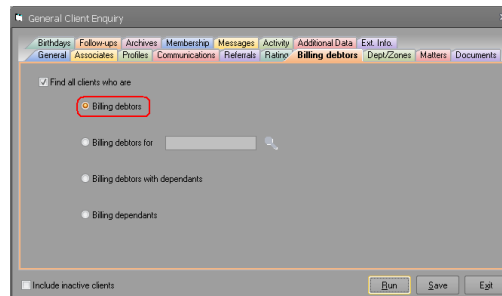 General Client Enquiry
Birthdays Follow-ups Archives Membership Messages Activity Additional Data Ext. Info.
General Associates Profiles Communications Referrals Rating Billing debtors Dept/Zones Matters Documents
Find all clients who are
Billing debtors
Billing debtors for
Billing debtors with dependants
Billing dependants
Include inactive clients
Run Save Exit